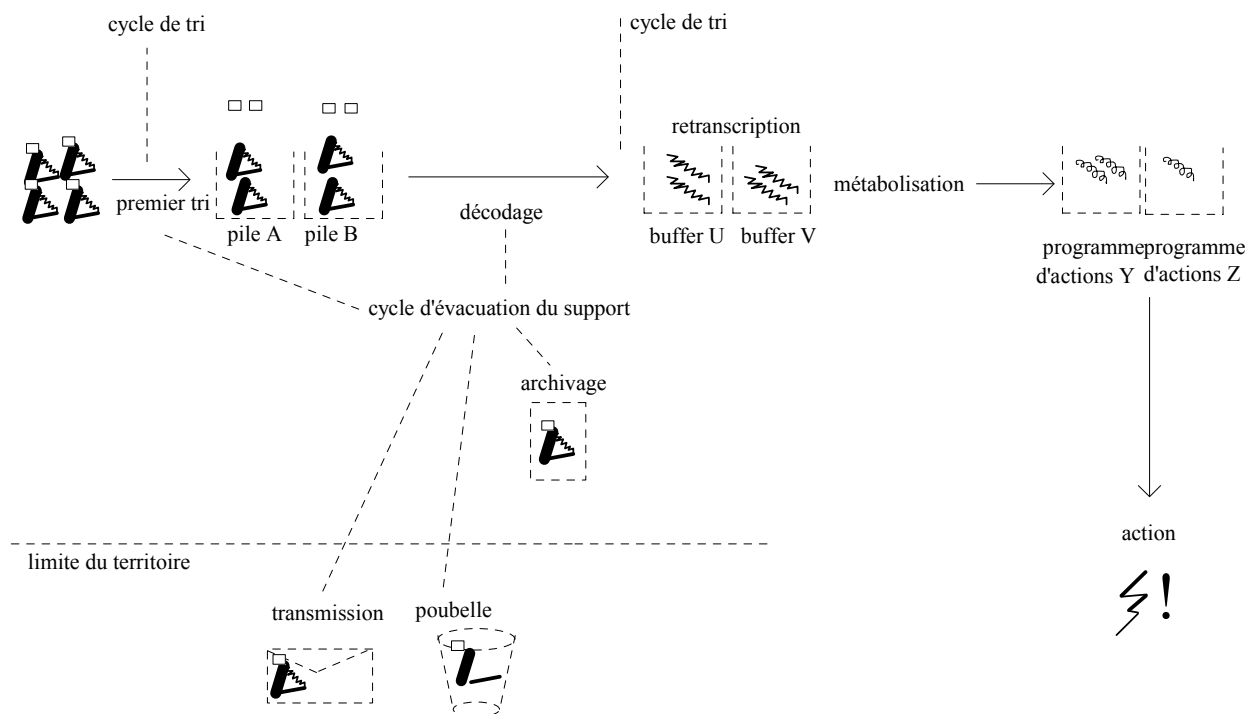 cycle de tri
cycle de tri
retranscription
premier tri
métabolisation
décodage
pile A
pile B
buffer U
buffer V
programme
d'actions Y
programme
d'actions Z
cycle d'évacuation du support
archivage
action
limite du territoire
transmission
poubelle
!